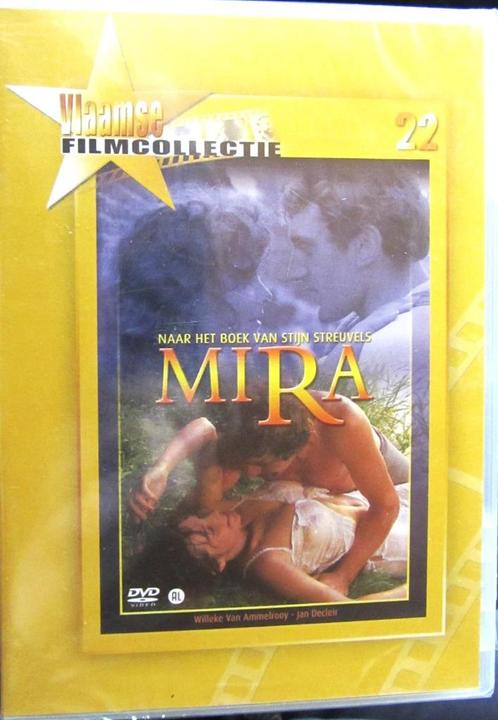 Vlaamse
FILMCOLLECTIE
22
NAAR HET BOEK VAN STIJN STREUVELS
MIRA
DVD
VIDEO
AL
Willeke Van Ammelrooy - Jan Decleir